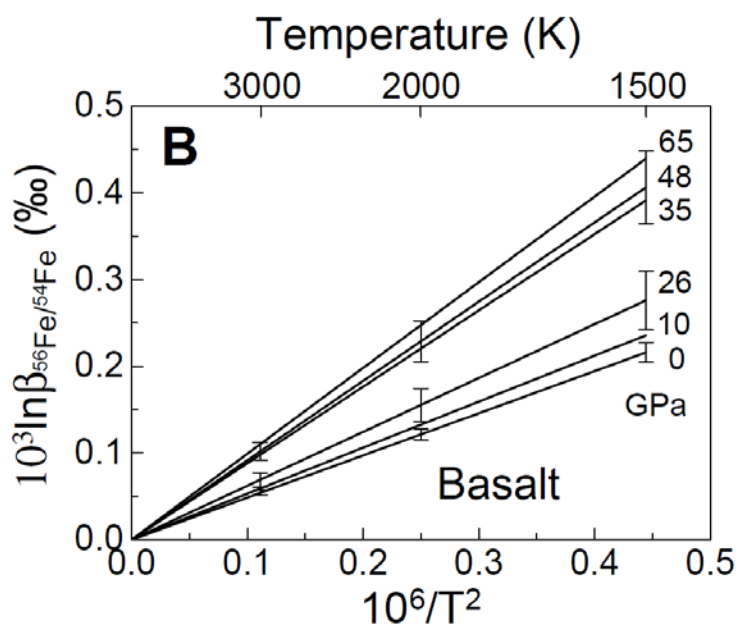 Temperature (K)
3000 2000 1500
B
10³lnβ₅₆Fe/⁵⁴Fe (‰)
0.5
0.4
0.3
0.2
0.1
0.0
65
48
35
26
10
0
GPa
Basalt
0.0 0.1 0.2 0.3 0.4 0.5
10⁶/T²